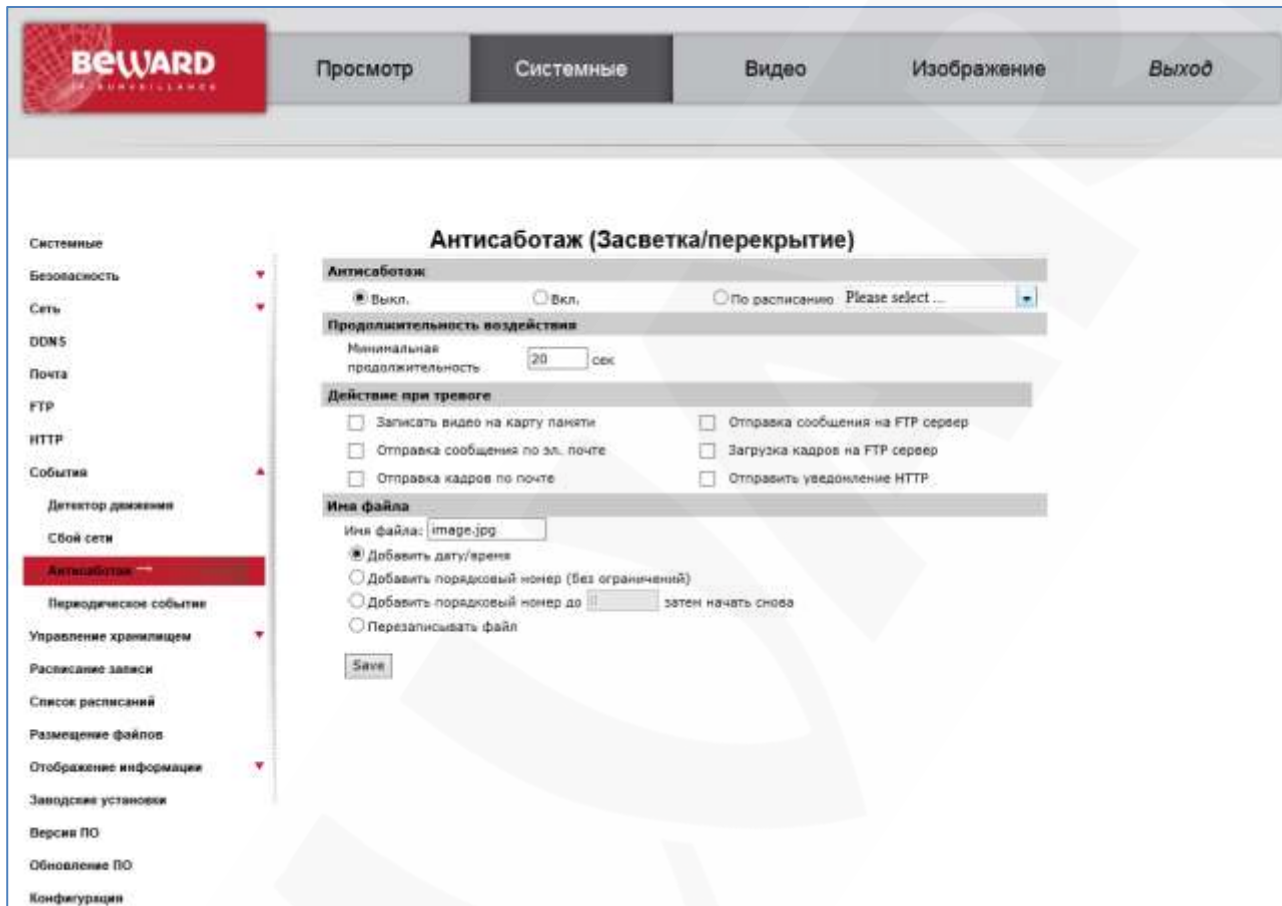 BEWARD
IP SURVEILLANCE
Просмотр
Системные
Видео
Изображение
Выход
Системные
Безопасность
Сеть
DDNS
Почта
FTP
HTTP
События
Детектор движения
Сбой сети
Антисаботаж
Периодическое событие
Управление хранилищем
Расписание записи
Список расписаний
Размещение файлов
Отображение информации
Заводские установки
Версия ПО
Обновление ПО
Конфигурация
Антисаботаж (Засветка/перекрытие)
Антисаботаж
Выкл. Вкл. По расписанию Please select ...
Продолжительность воздействия
Минимальная
продолжительность 20 сек
Действие при тревоге
Записать видео на карту памяти Отправка сообщения на FTP сервер
Отправка сообщения по эл. почте Загрузка кадров на FTP сервер
Отправка кадров по почте Отправить уведомление HTTP
Имя файла
Имя файла: image.jpg
Добавить дату/время
Добавить порядковый номер (без ограничений)
Добавить порядковый номер до 0 затем начать снова
Перезаписывать файл
Save